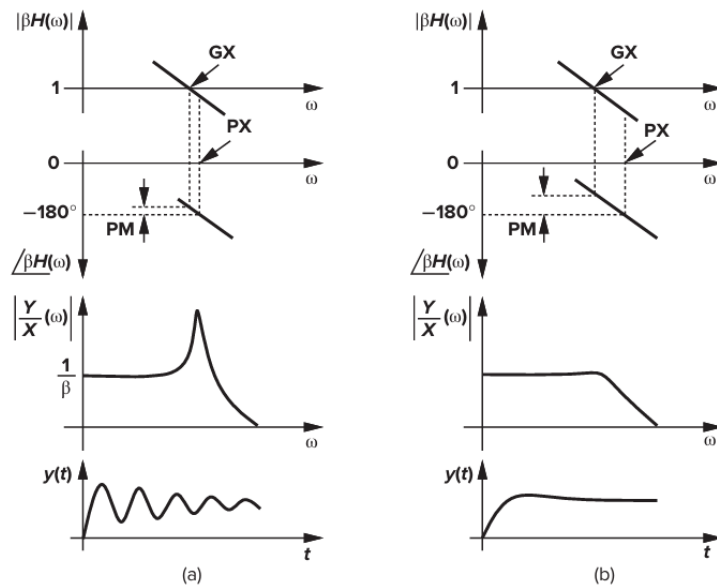 |βH(ω)|
GX
1
ω
PX
0
ω
−180°
PM
∠βH(ω)
|Y/X (ω)|
1/β
ω
y(t)
t
(a)
|βH(ω)|
GX
1
ω
PX
0
ω
−180°
PM
∠βH(ω)
|Y/X (ω)|
ω
y(t)
t
(b)